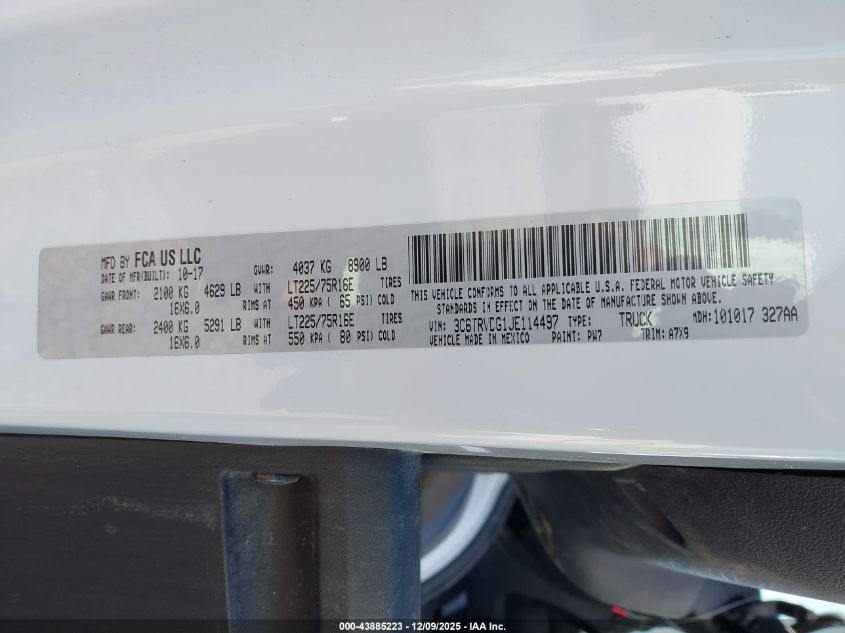 MFD BY FCA US LLC
DATE OF MFR(BUILT): 10-17
GVWR: 4037 KG 8900 LB
GAWR FRONT: 2100 KG 4629 LB WITH LT225/75R16E TIRES
16X6.0 RIMS AT 450 KPA ( 65 PSI) COLD
GAWR REAR: 2400 KG 5291 LB WITH LT225/75R16E TIRES
16X6.0 RIMS AT 550 KPA ( 80 PSI) COLD
THIS VEHICLE CONFORMS TO ALL APPLICABLE U.S.A. FEDERAL MOTOR VEHICLE SAFETY
STANDARDS IN EFFECT ON THE DATE OF MANUFACTURE SHOWN ABOVE.
VIN: 3C6TRVCG1JE114497 TYPE: TRUCK MDH: 101017 327AA
VEHICLE MADE IN MEXICO PAINT: PW7 TRIM: A7X9
000-43885223 - 12/09/2025 - IAA Inc.